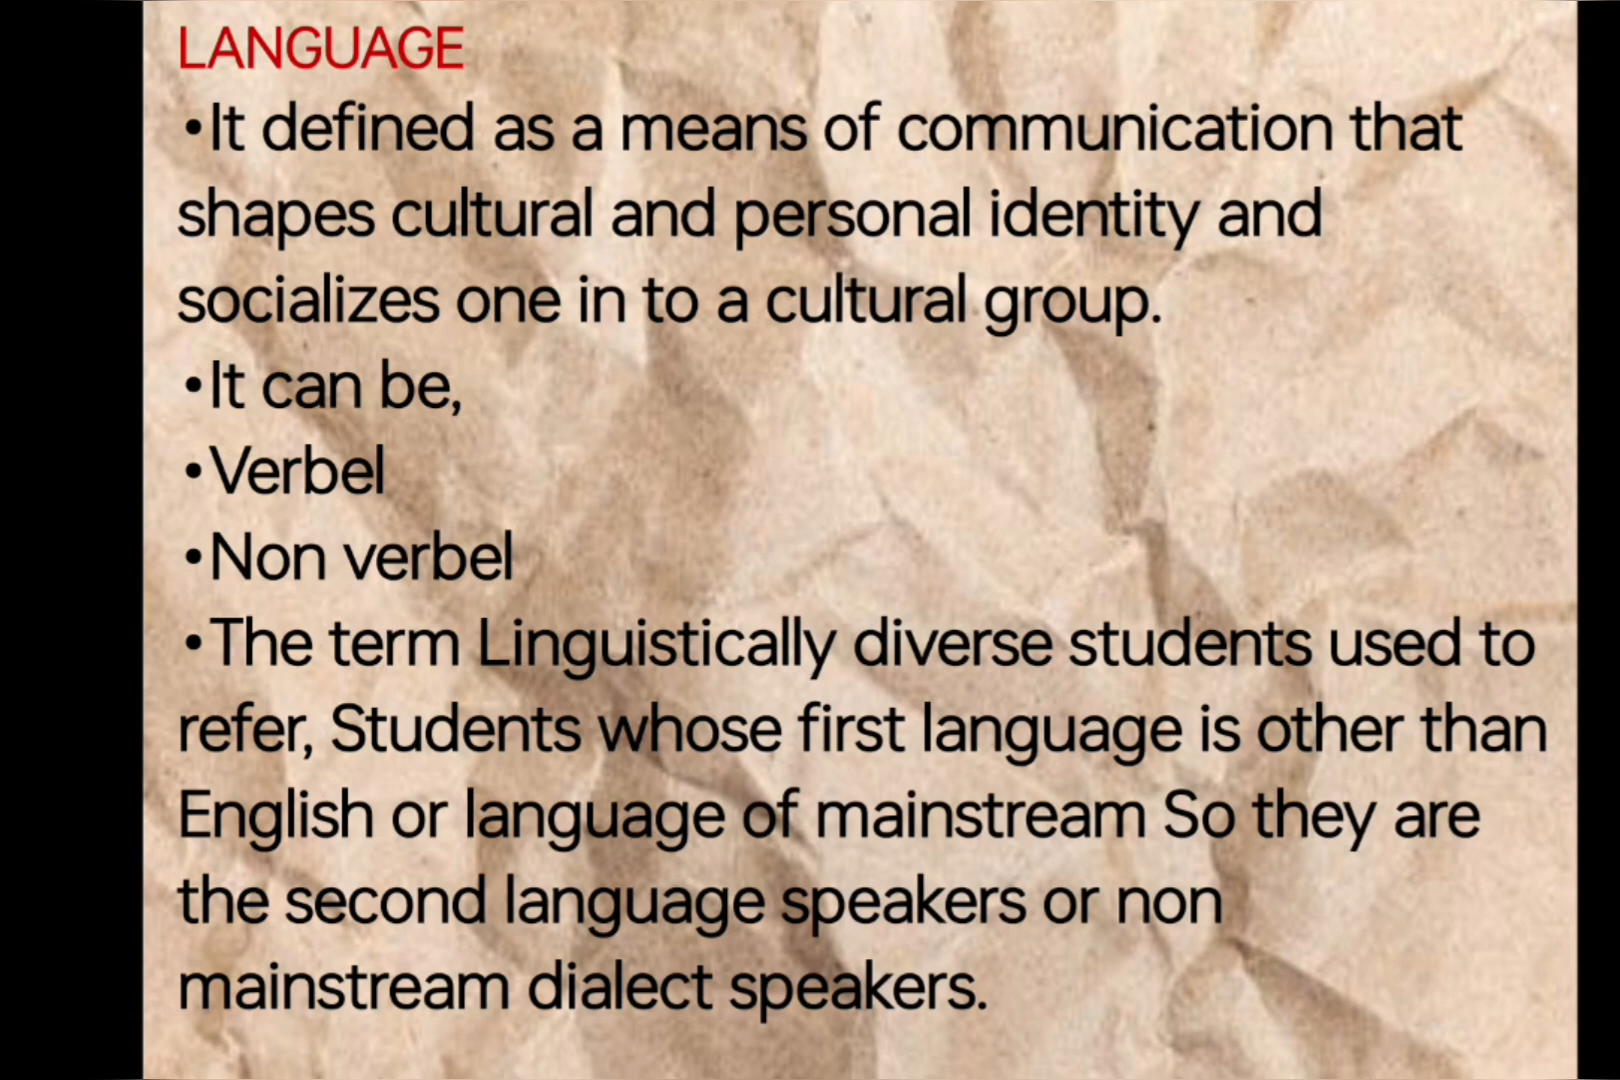 LANGUAGE
•It defined as a means of communication that
shapes cultural and personal identity and
socializes one in to a cultural group.
•It can be,
•Verbel
•Non verbel
•The term Linguistically diverse students used to
refer, Students whose first language is other than
English or language of mainstream So they are
the second language speakers or non
mainstream dialect speakers.